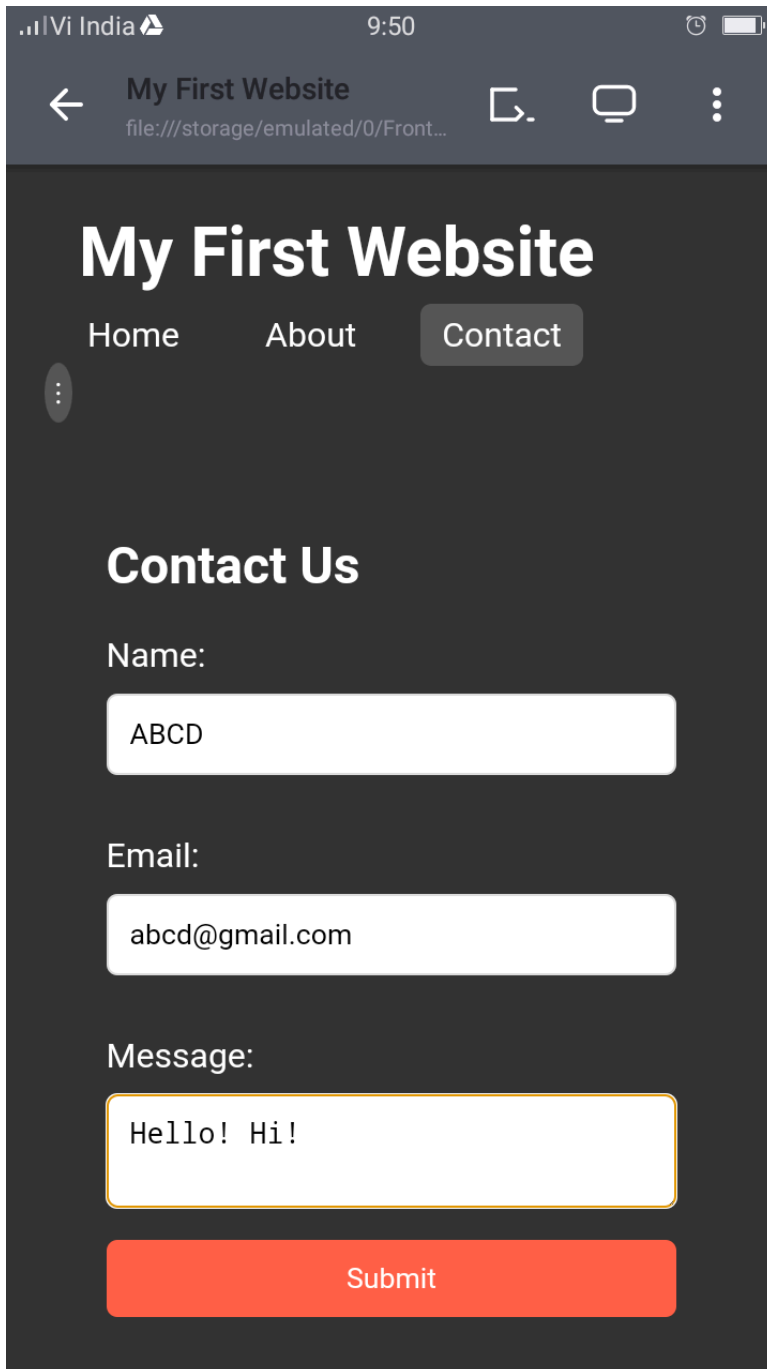 Vi India
9:50
My First Website
file:///storage/emulated/0/Front...
My First Website
Home About Contact
Contact Us
Name:
ABCD
Email:
abcd@gmail.com
Message:
Hello! Hi!
Submit